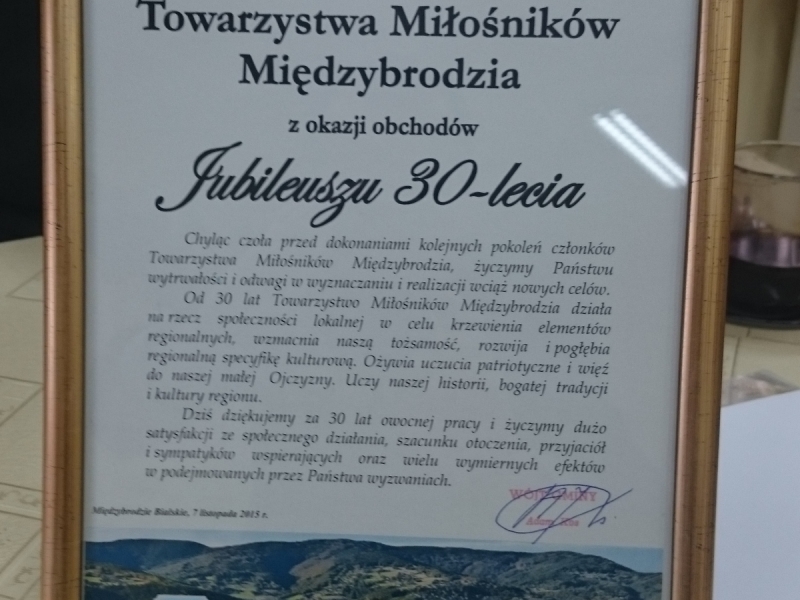 Towarzystwa Miłośników
Międzybrodzia
z okazji obchodów
Jubileuszu 30-lecia
Chyląc czoła przed dokonaniami kolejnych pokoleń członków
Towarzystwa Miłośników Międzybrodzia, życzymy Państwu
wytrwałości i odwagi w wyznaczaniu i realizacji wciąż nowych celów.
Od 30 lat Towarzystwo Miłośników Międzybrodzia działa
na rzecz społeczności lokalnej w celu krzewienia elementów
regionalnych, wzmacnia naszą tożsamość, rozwija i pogłębia
regionalną specyfikę kulturową. Ożywia uczucia patriotyczne i więź
do naszej małej Ojczyzny. Uczy naszej historii, bogatej tradycji
i kultury regionu.
Dziś dziękujemy za 30 lat owocnej pracy i życzymy dużo
satysfakcji ze społecznego działania, szacunku otoczenia, przyjaciół
i sympatyków wspierających oraz wielu wymiernych efektów
w podejmowanych przez Państwa wyzwaniach.
WÓJT GMINY
Międzybrodzie Bialskie, 7 listopada 2015 r.